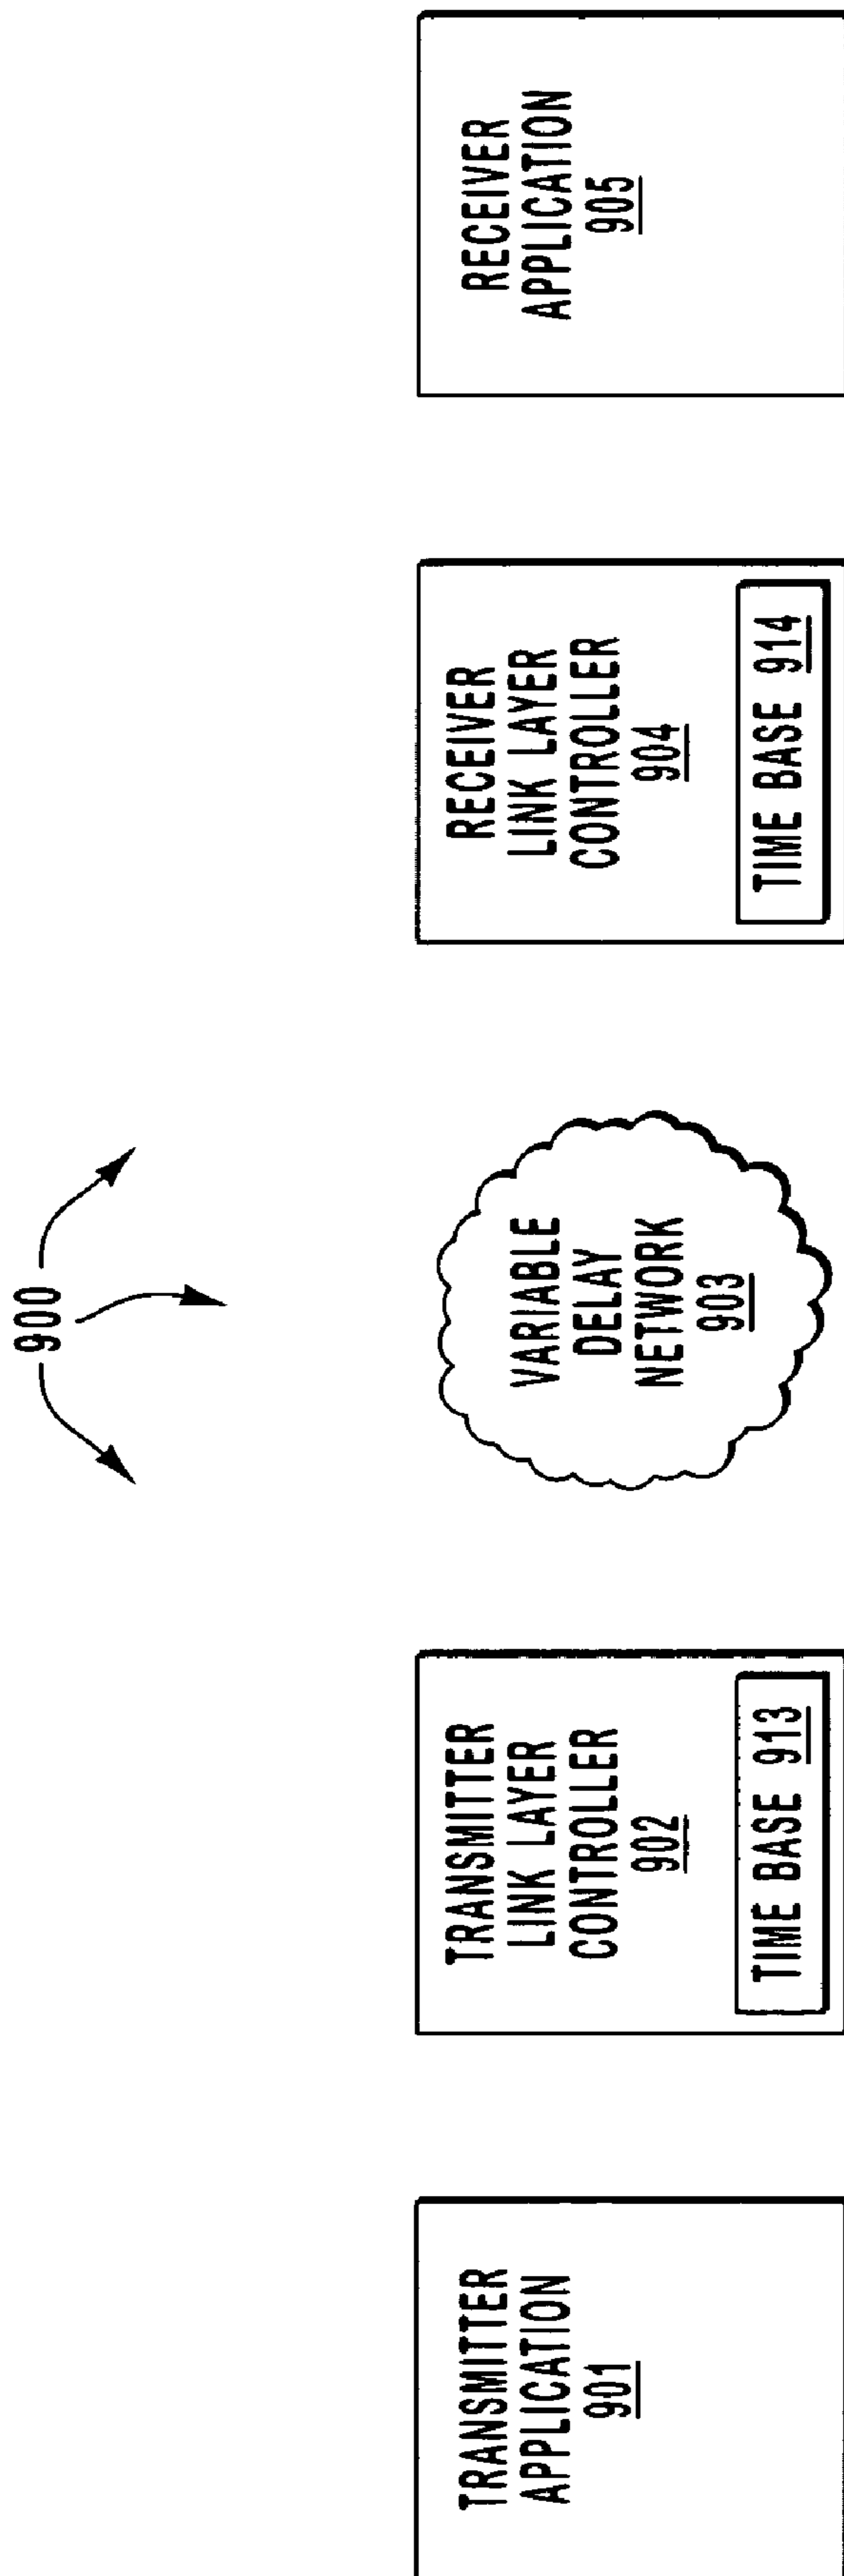 900
TRANSMITTER
APPLICATION
901
TRANSMITTER
LINK LAYER
CONTROLLER
902
TIME BASE 913
VARIABLE
DELAY
NETWORK
903
RECEIVER
LINK LAYER
CONTROLLER
904
TIME BASE 914
RECEIVER
APPLICATION
905